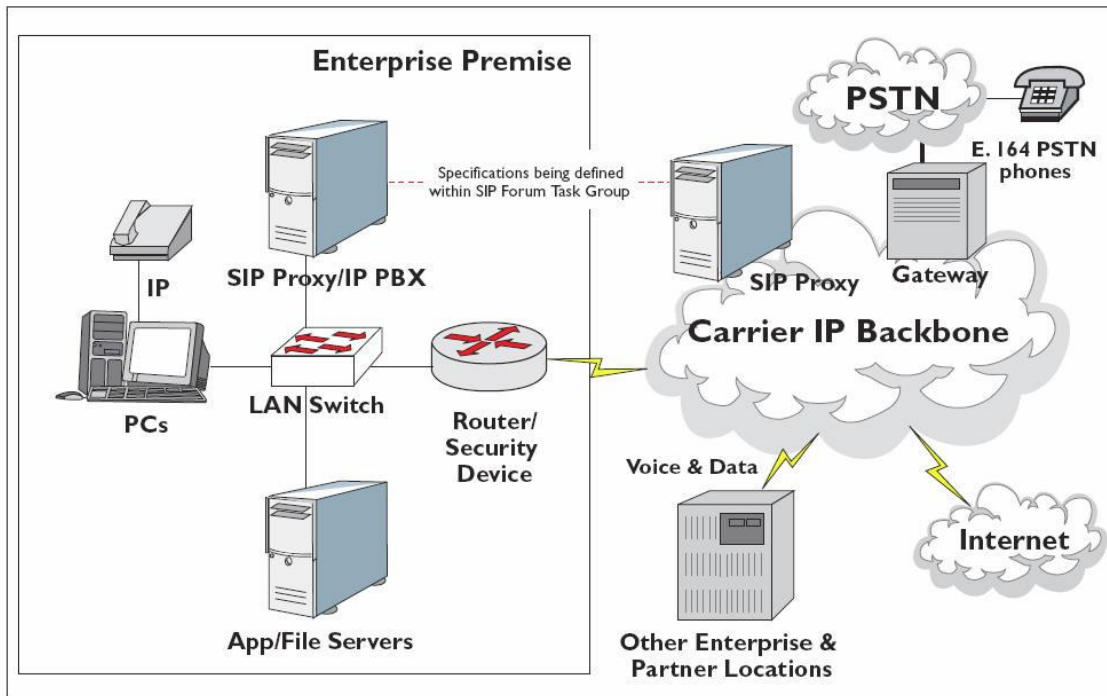 Enterprise Premise
PSTN
E. 164 PSTN
phones
Specifications being defined
within SIP Forum Task Group
IP
SIP Proxy/IP PBX
SIP Proxy
Gateway
Carrier IP Backbone
PCs
LAN Switch
Router/
Security
Device
Voice & Data
Internet
App/File Servers
Other Enterprise &
Partner Locations